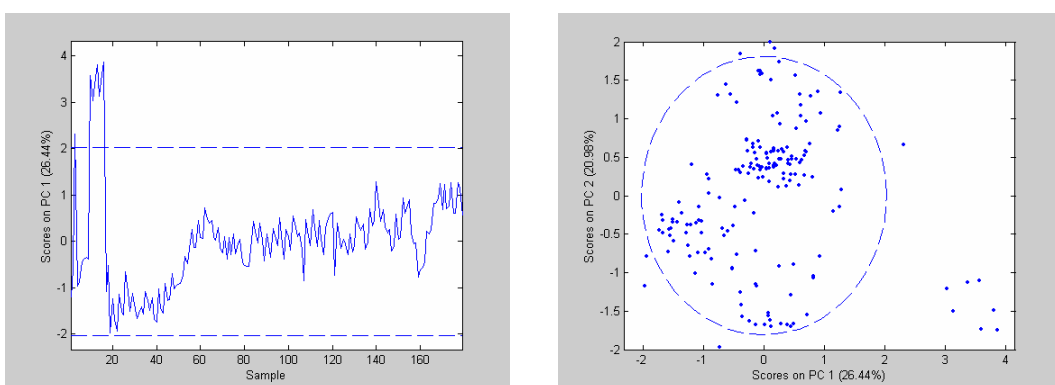 4
3
2
1
0
-1
-2
Scores on PC 1 (26.44%)
20 40 60 80 100 120 140 160
Sample
2
1.5
1
0.5
0
-0.5
-1
-1.5
-2
Scores on PC 2 (20.98%)
-2 -1 0 1 2 3 4
Scores on PC 1 (26.44%)